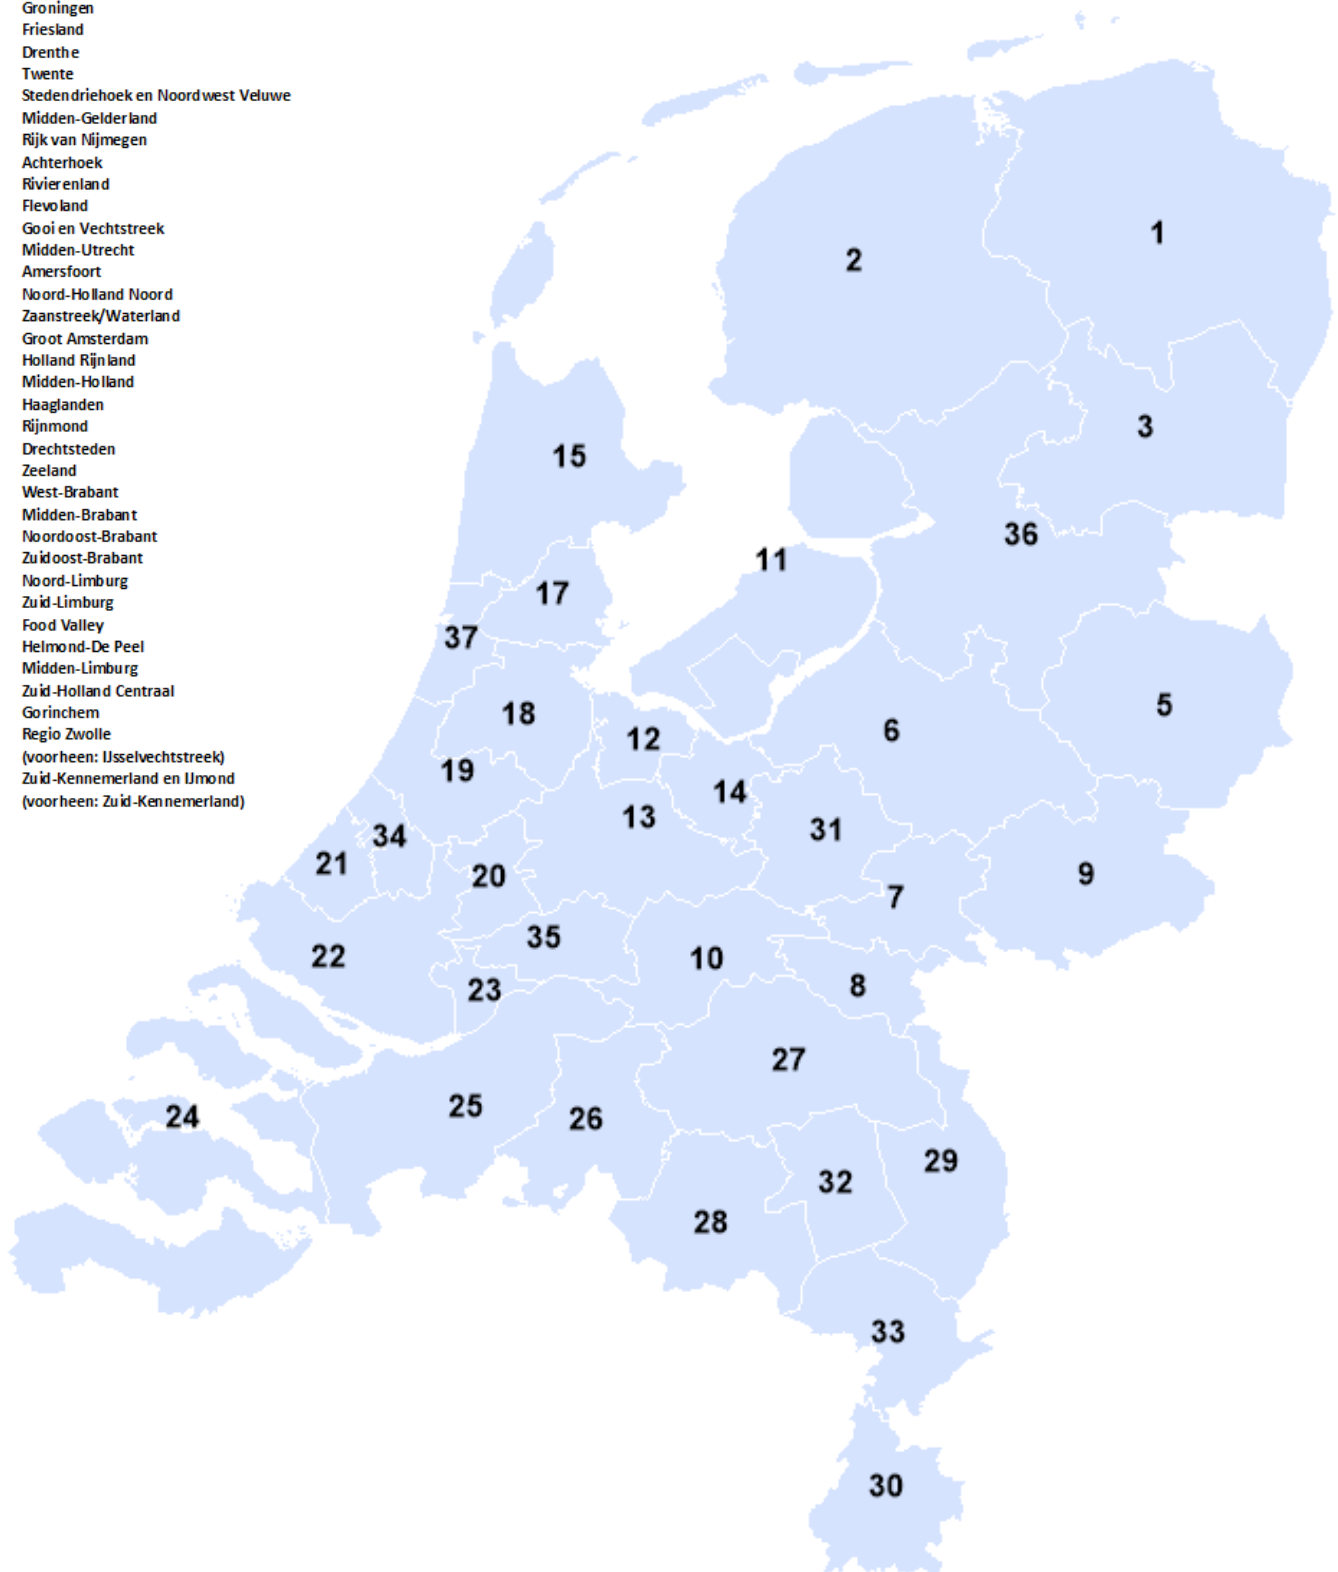 Groningen
Friesland
Drenthe
Twente
Stedendriehoek en Noordwest Veluwe
Midden-Gelderland
Rijk van Nijmegen
Achterhoek
Rivierenland
Flevoland
Gooi en Vechtstreek
Midden-Utrecht
Amersfoort
Noord-Holland Noord
Zaanstreek/Waterland
Groot Amsterdam
Holland Rijnland
Midden-Holland
Haaglanden
Rijnmond
Drechtsteden
Zeeland
West-Brabant
Midden-Brabant
Noordoost-Brabant
Zuidoost-Brabant
Noord-Limburg
Zuid-Limburg
Food Valley
Helmond-De Peel
Midden-Limburg
Zuid-Holland Centraal
Gorinchem
Regio Zwolle
(voorheen: IJsselvechtstreek)
Zuid-Kennemerland en IJmond
(voorheen: Zuid-Kennemerland)
1
2
3
15
36
11
17
37
5
18
6
12
19
14
13
31
34
21
9
20
7
35
22
10
8
23
27
25
24
26
29
32
28
33
30